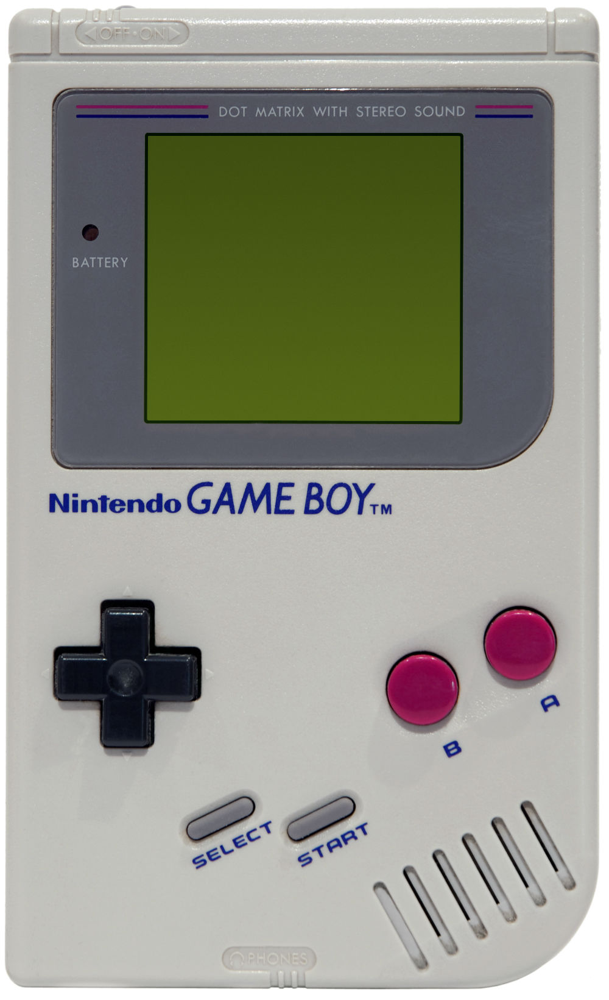 OFF•ON
DOT MATRIX WITH STEREO SOUND
BATTERY
Nintendo GAME BOY™
A
B
SELECT
START
PHONES